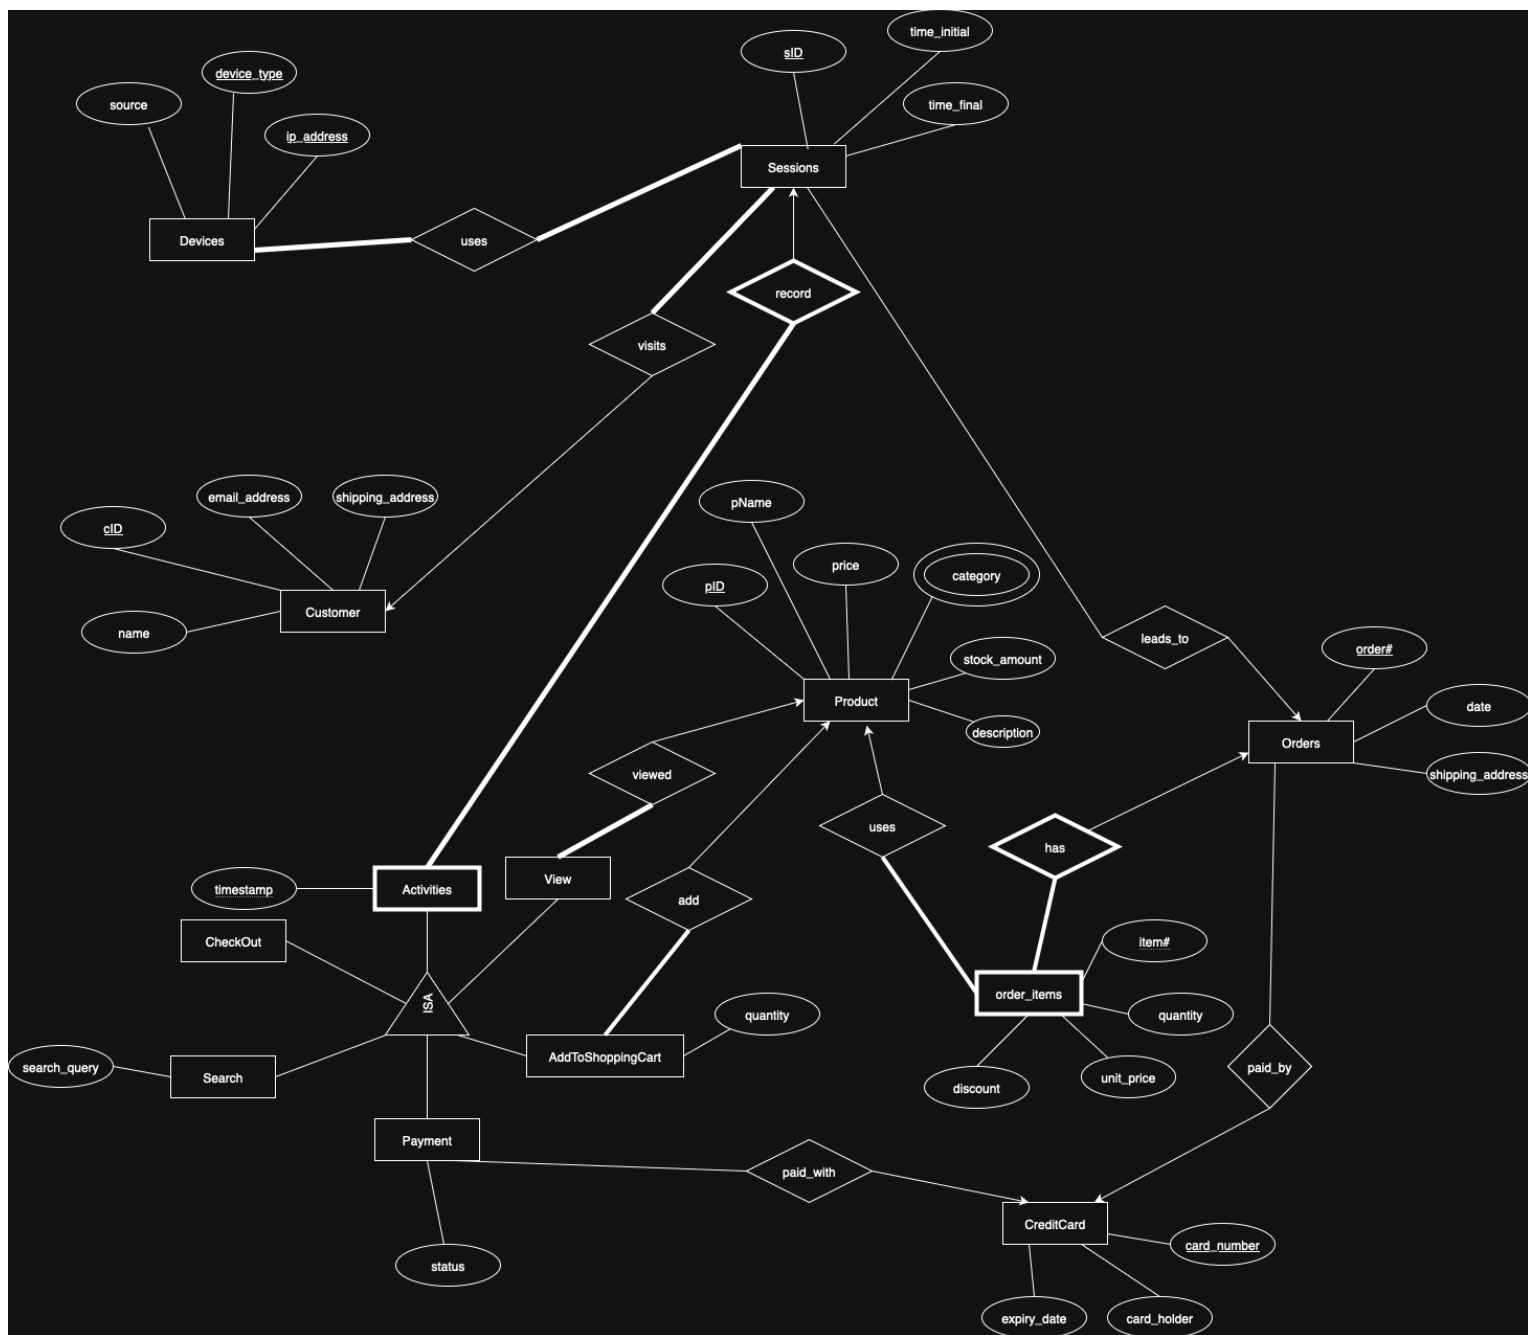 time_initial
sID
device_type
source
time_final
ip_address
Sessions
Devices
uses
record
visits
email_address
shipping_address
pName
cID
price
category
pID
Customer
name
leads_to
order#
stock_amount
Product
date
description
Orders
viewed
shipping_address
uses
has
View
timestamp
Activities
add
CheckOut
item#
ISA
order_items
quantity
quantity
AddToShoppingCart
search_query
Search
paid_by
unit_price
discount
Payment
paid_with
CreditCard
card_number
status
expiry_date
card_holder